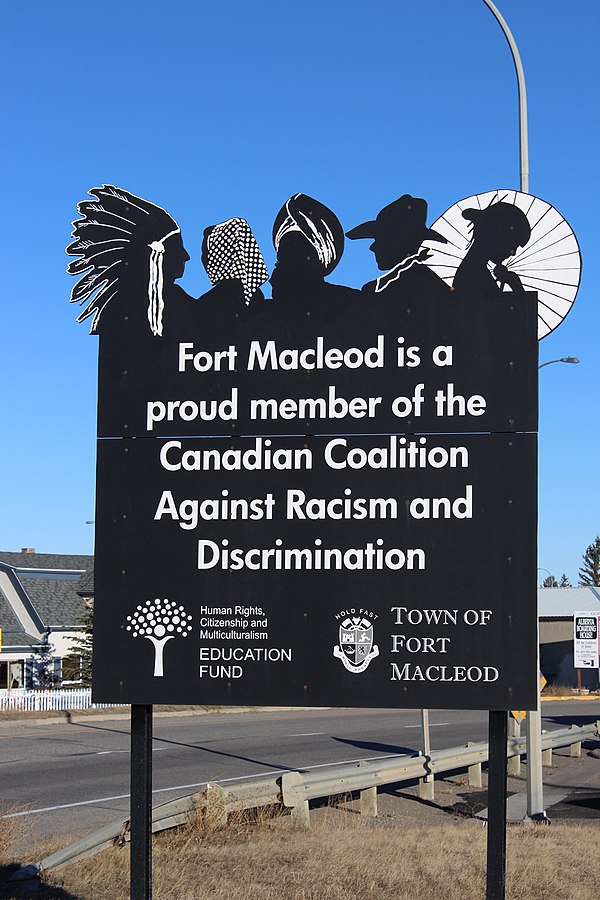 Fort Macleod is a
proud member of the
Canadian Coalition
Against Racism and
Discrimination
Human Rights,
Citizenship and
Multiculturalism
EDUCATION
FUND
HOLD FAST
TOWN OF
FORT
MACLEOD
ALBERTA
BOARDING
HOUSE